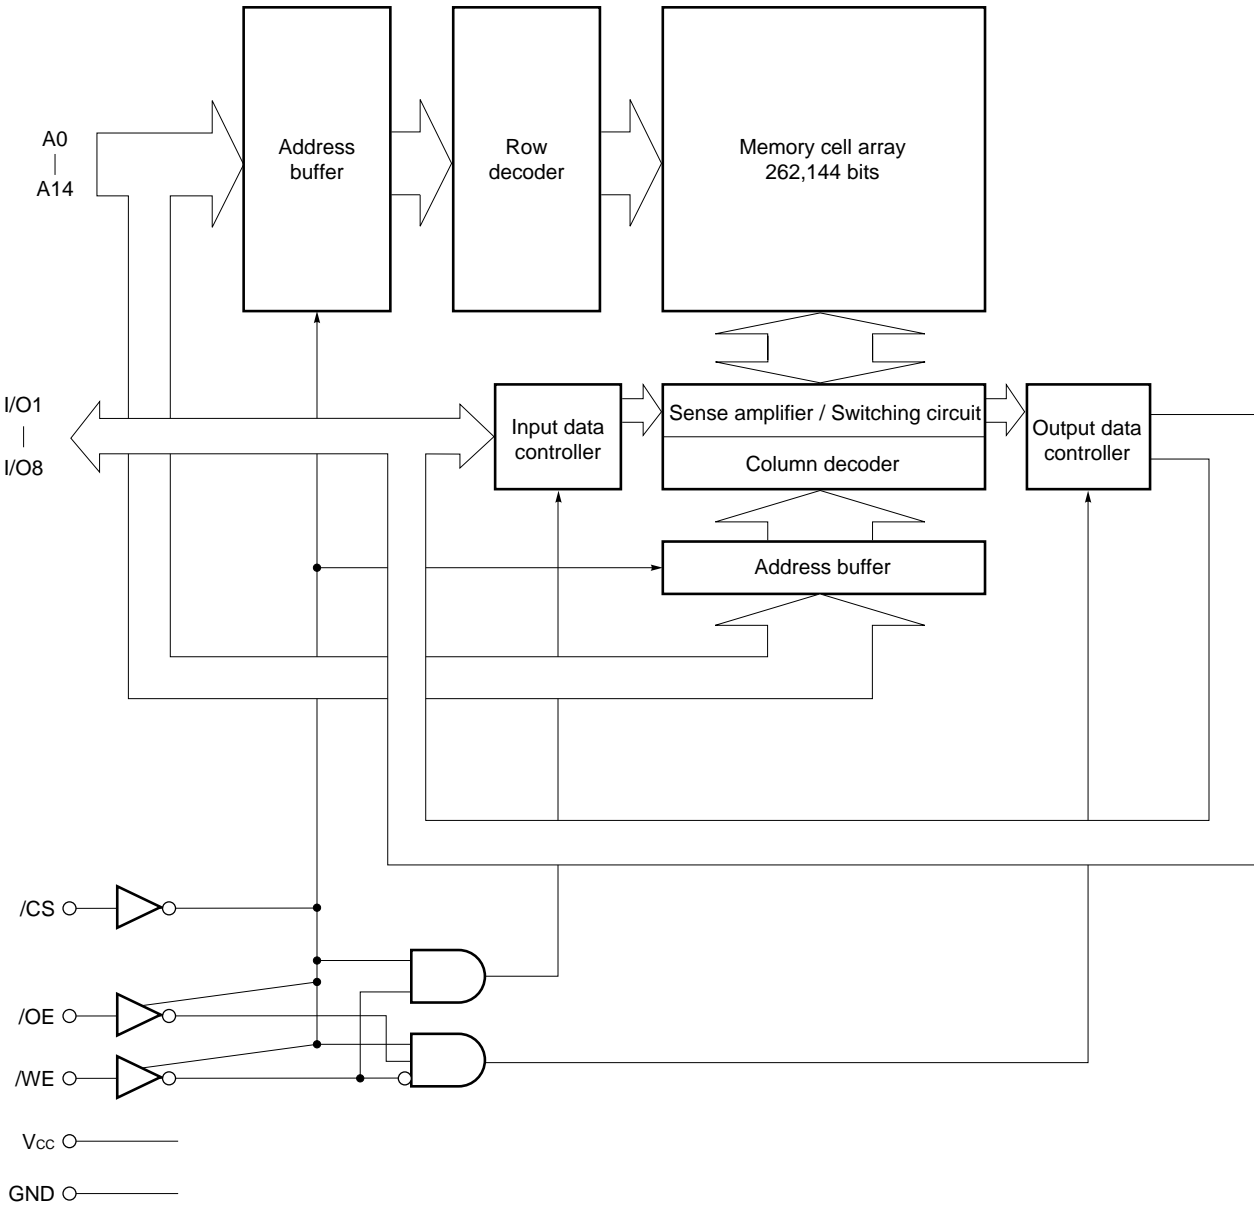 A0
A14
Address
buffer
Row
decoder
Memory cell array
262,144 bits
I/O1
I/O8
Input data
controller
Sense amplifier / Switching circuit
Column decoder
Output data
controller
Address buffer
/CS
/OE
/WE
VCC
GND